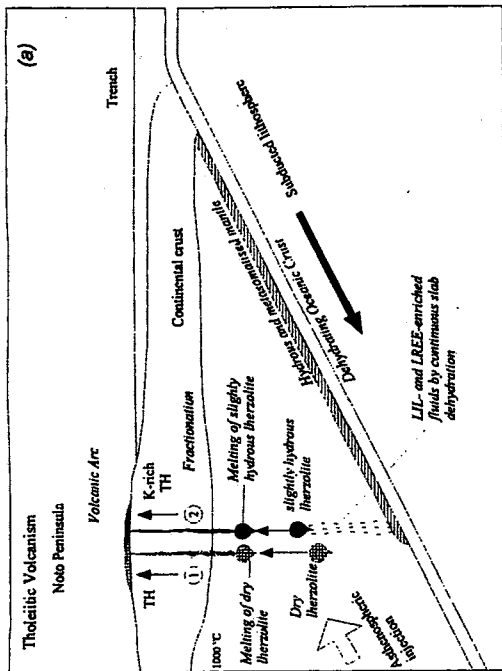 (a)
Tholeiitic Volcanism
Noto Peninsula
Volcanic Arc
Trench
TH
K-rich
TH
Continental crust
1
2
Fractionation
1000 °C
Melting of dry
lherzolite
Melting of slighly
hydrous lherzolite
Dry
lherzolite
slightly hydrous
lherzolite
Hydrous and metasomatised mantle
Dehydrating Oceanic Crust
Subducted lithosphere
Asthenospheric
injection
LIL- and LREE-enriched
fluids by continuous slab
dehydration